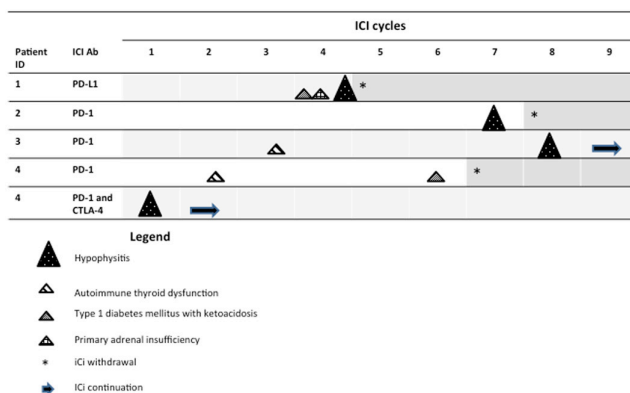 ICI cycles
Patient ID ICI Ab 1 2 3 4 5 6 7 8 9
1 PD-L1 *
2 PD-1 *
3 PD-1
4 PD-1 *
4 PD-1 and CTLA-4
Legend
Hypophysitis
Autoimmune thyroid dysfunction
Type 1 diabetes mellitus with ketoacidosis
Primary adrenal insufficiency
* iCi withdrawal
ICi continuation